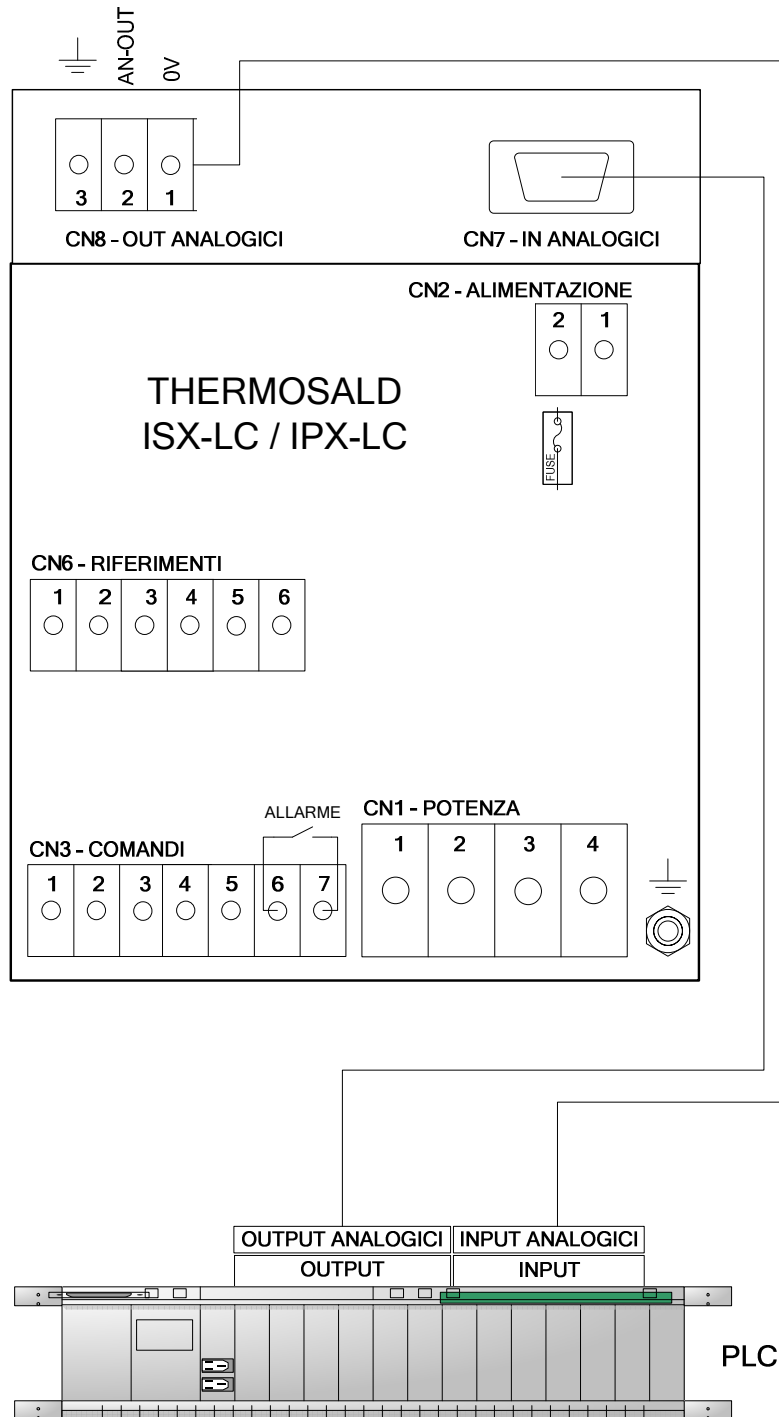 AN-OUT
0V
3 2 1
CN8 - OUT ANALOGICI
CN7 - IN ANALOGICI
CN2 - ALIMENTAZIONE
2 1
FUSE
THERMOSALD
ISX-LC / IPX-LC
CN6 - RIFERIMENTI
1 2 3 4 5 6
ALLARME
CN3 - COMANDI
1 2 3 4 5 6 7
CN1 - POTENZA
1 2 3 4
OUTPUT ANALOGICI
INPUT ANALOGICI
OUTPUT
INPUT
PLC